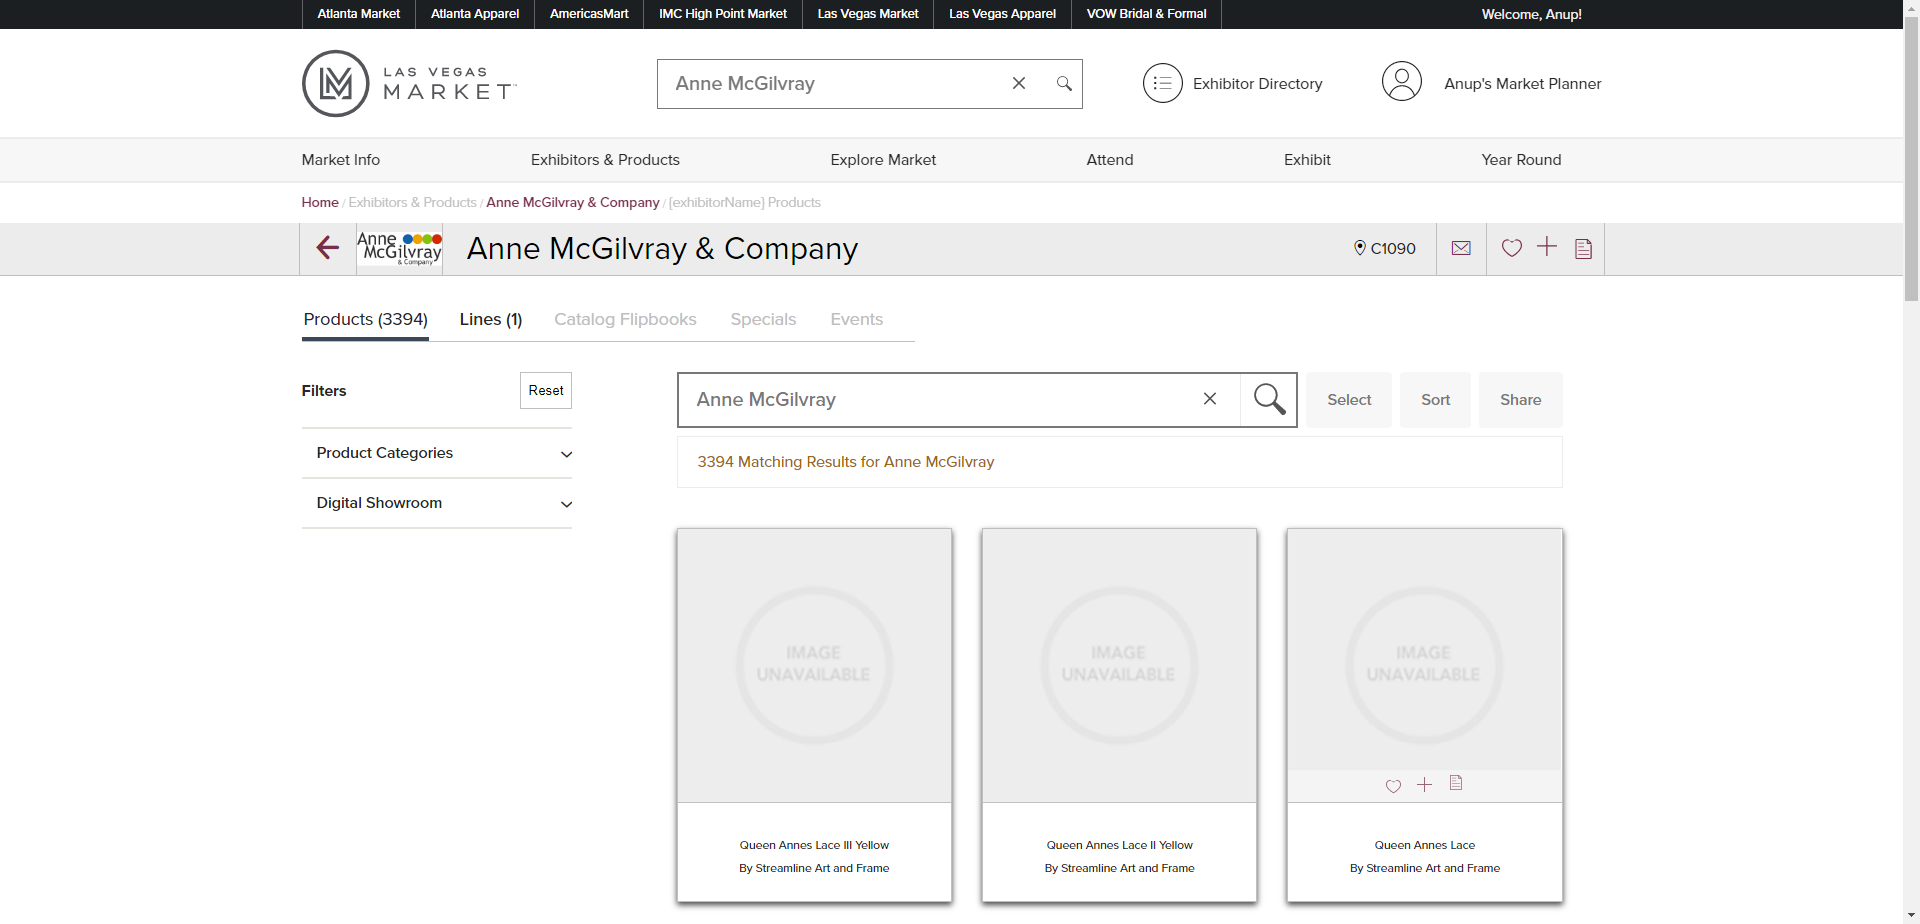 Atlanta Market Atlanta Apparel AmericasMart IMC High Point Market Las Vegas Market Las Vegas Apparel VOW Bridal & Formal Welcome, Anup!
LM LAS VEGAS
MARKET
Anne McGilvray
Exhibitor Directory
Anup's Market Planner
Market Info Exhibitors & Products Explore Market Attend Exhibit Year Round
Home / Exhibitors & Products / Anne McGilvray & Company / [exhibitorName] Products
Anne
McGilvray
& Company
Anne McGilvray & Company
C1090
Products (3394) Lines (1) Catalog Flipbooks Specials Events
Filters Reset
Product Categories
Digital Showroom
Anne McGilvray Select Sort Share
3394 Matching Results for Anne McGilvray
IMAGE
UNAVAILABLE
Queen Annes Lace III Yellow
By Streamline Art and Frame
IMAGE
UNAVAILABLE
Queen Annes Lace II Yellow
By Streamline Art and Frame
IMAGE
UNAVAILABLE
Queen Annes Lace
By Streamline Art and Frame